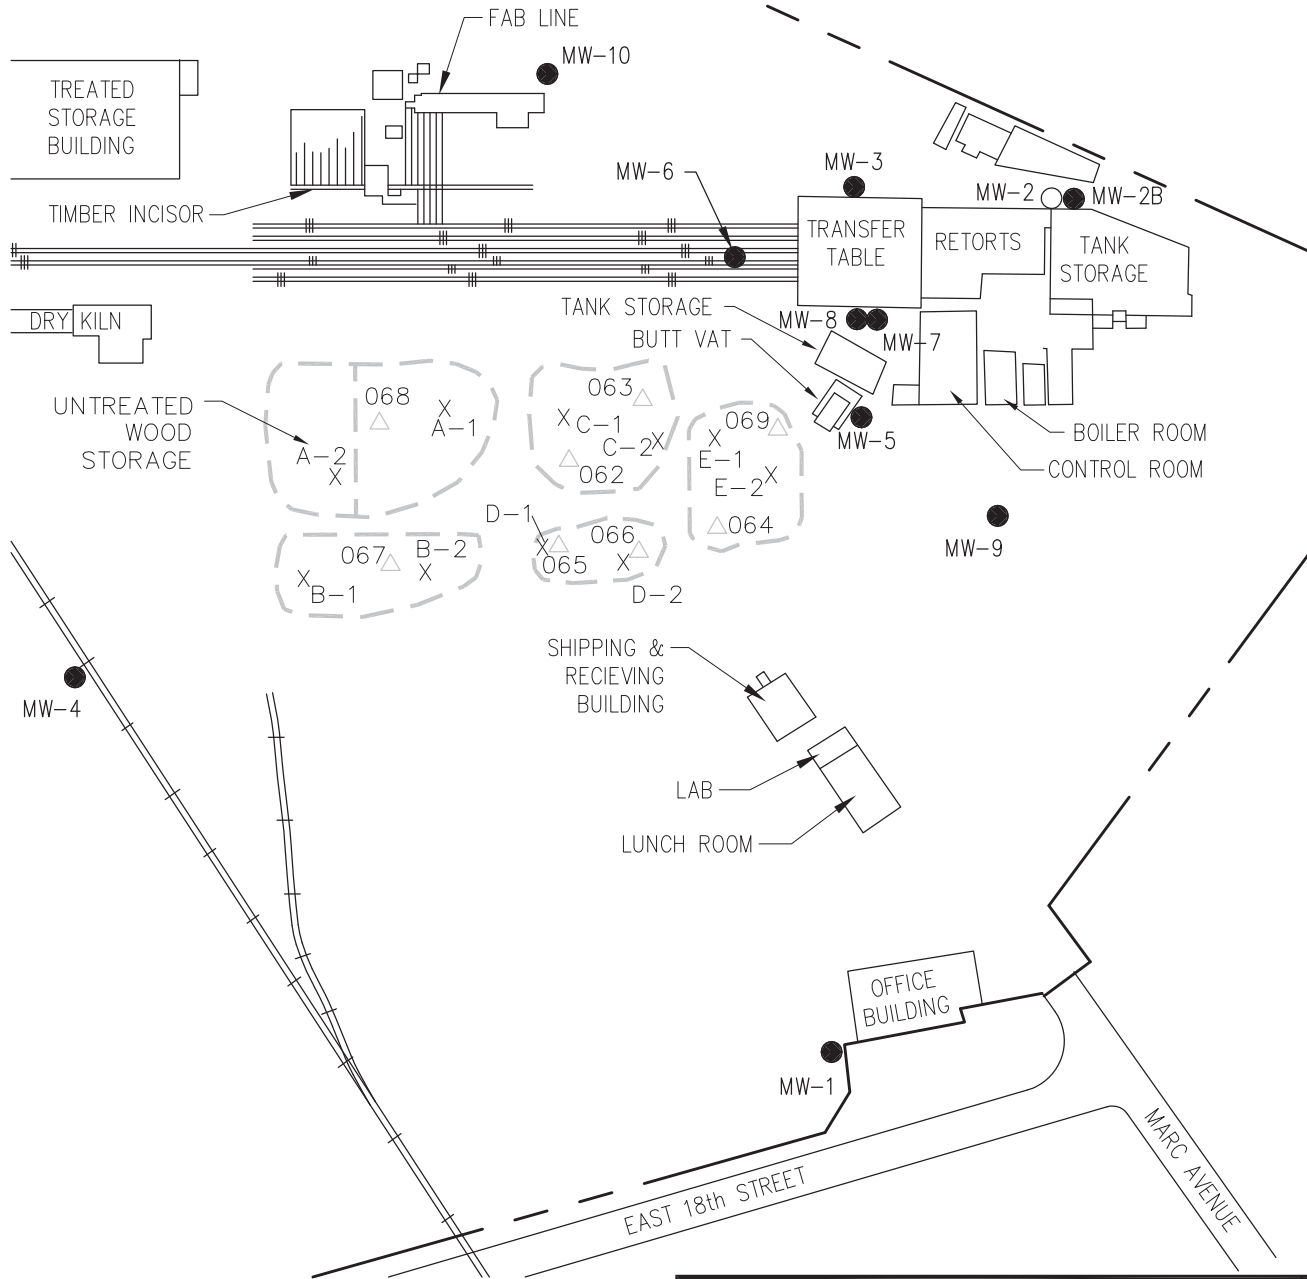 FAB LINE
MW-10
TREATED
STORAGE
BUILDING
MW-3
MW-6
MW-2
MW-2B
TIMBER INCISOR
TRANSFER
TABLE
RETORTS
TANK
STORAGE
TANK STORAGE
DRY KILN
MW-8
BUTT VAT
MW-7
063
068
UNTREATED
WOOD
STORAGE
069
A-1
C-1
MW-5
BOILER ROOM
C-2
A-2
E-1
CONTROL ROOM
062
E-2
D-1
064
066
B-2
067
MW-9
065
B-1
D-2
SHIPPING &
RECIEVING
BUILDING
MW-4
LAB
LUNCH ROOM
OFFICE
BUILDING
MW-1
MARC AVENUE
EAST 18th STREET